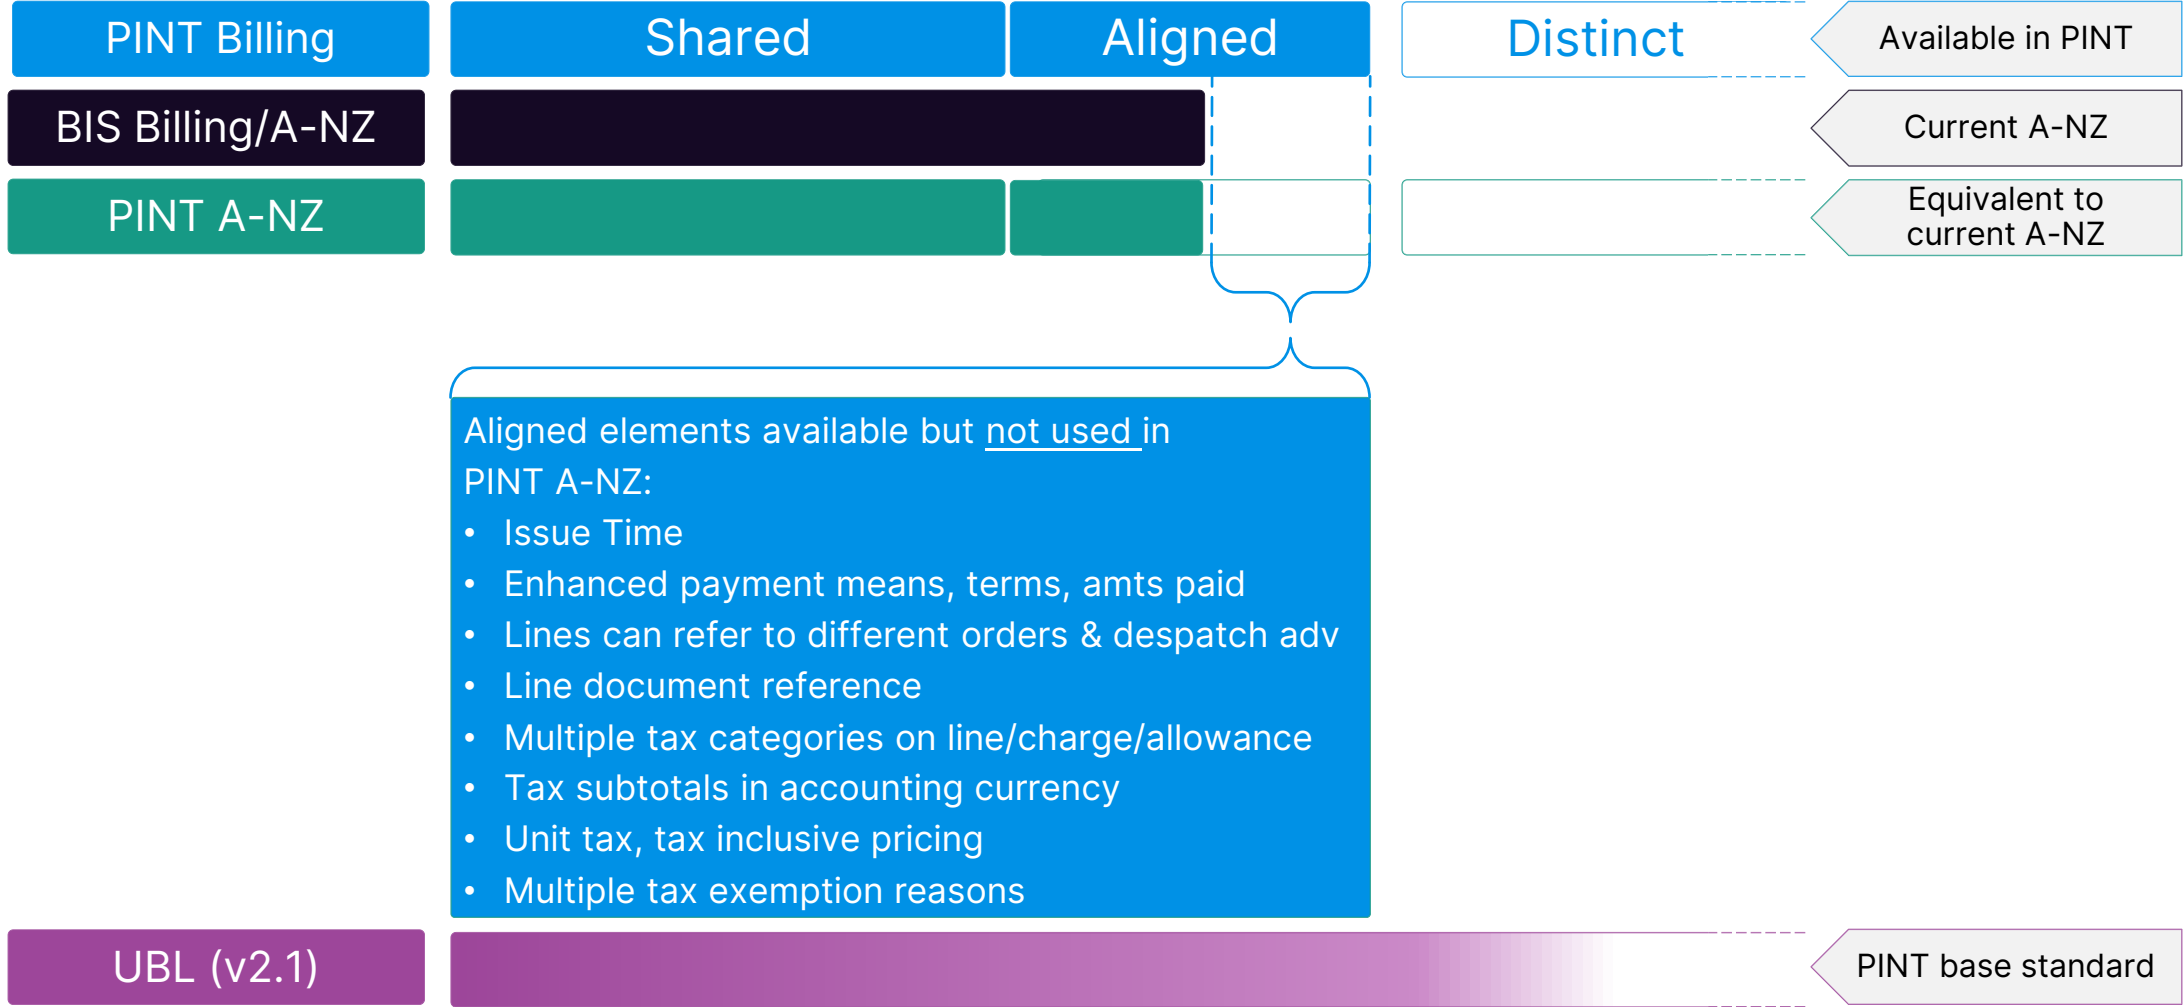 PINT Billing
Shared
Aligned
Distinct
Available in PINT
BIS Billing/A-NZ
Current A-NZ
PINT A-NZ
Equivalent to
current A-NZ
Aligned elements available but not used in
PINT A-NZ:
• Issue Time
• Enhanced payment means, terms, amts paid
• Lines can refer to different orders & despatch adv
• Line document reference
• Multiple tax categories on line/charge/allowance
• Tax subtotals in accounting currency
• Unit tax, tax inclusive pricing
• Multiple tax exemption reasons
UBL (v2.1)
PINT base standard